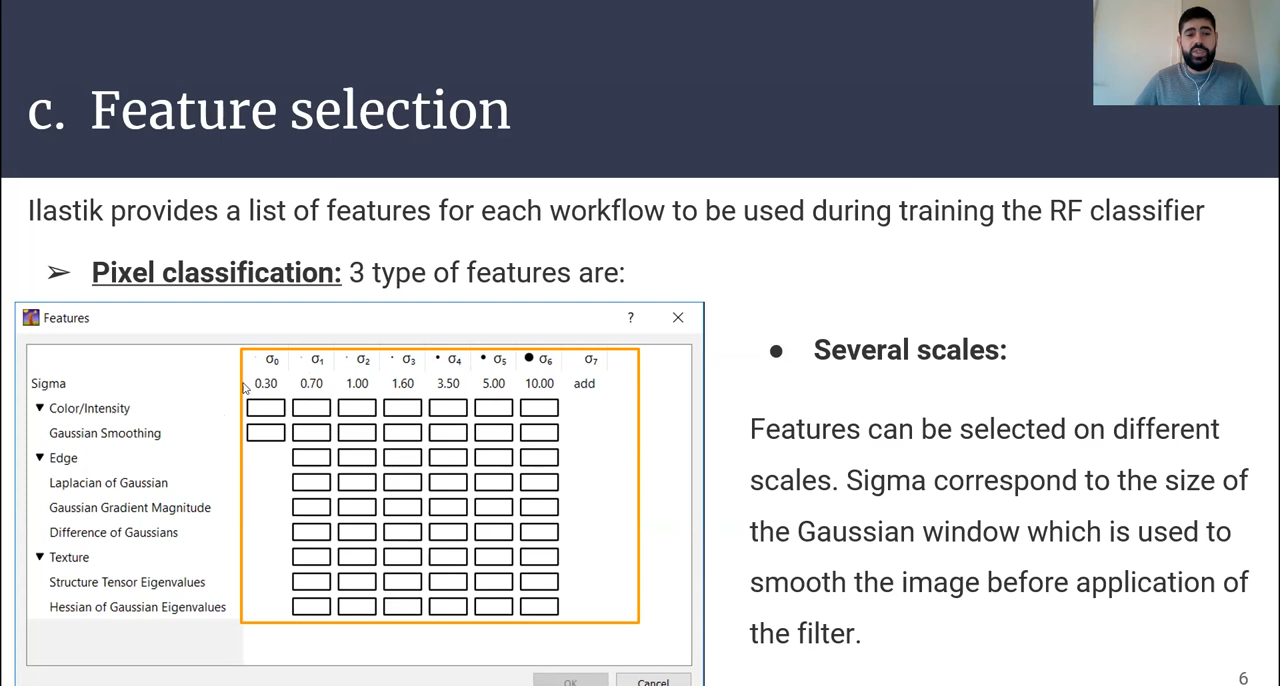 c. Feature selection
Ilastik provides a list of features for each workflow to be used during training the RF classifier
➢ Pixel classification: 3 type of features are:
Features ?
σ0 σ1 σ2 σ3 σ4 σ5 σ6 σ7
Sigma 0.30 0.70 1.00 1.60 3.50 5.00 10.00 add
Color/Intensity
Gaussian Smoothing
Edge
Laplacian of Gaussian
Gaussian Gradient Magnitude
Difference of Gaussians
Texture
Structure Tensor Eigenvalues
Hessian of Gaussian Eigenvalues
OK Cancel
● Several scales:
Features can be selected on different
scales. Sigma correspond to the size of
the Gaussian window which is used to
smooth the image before application of
the filter.
6